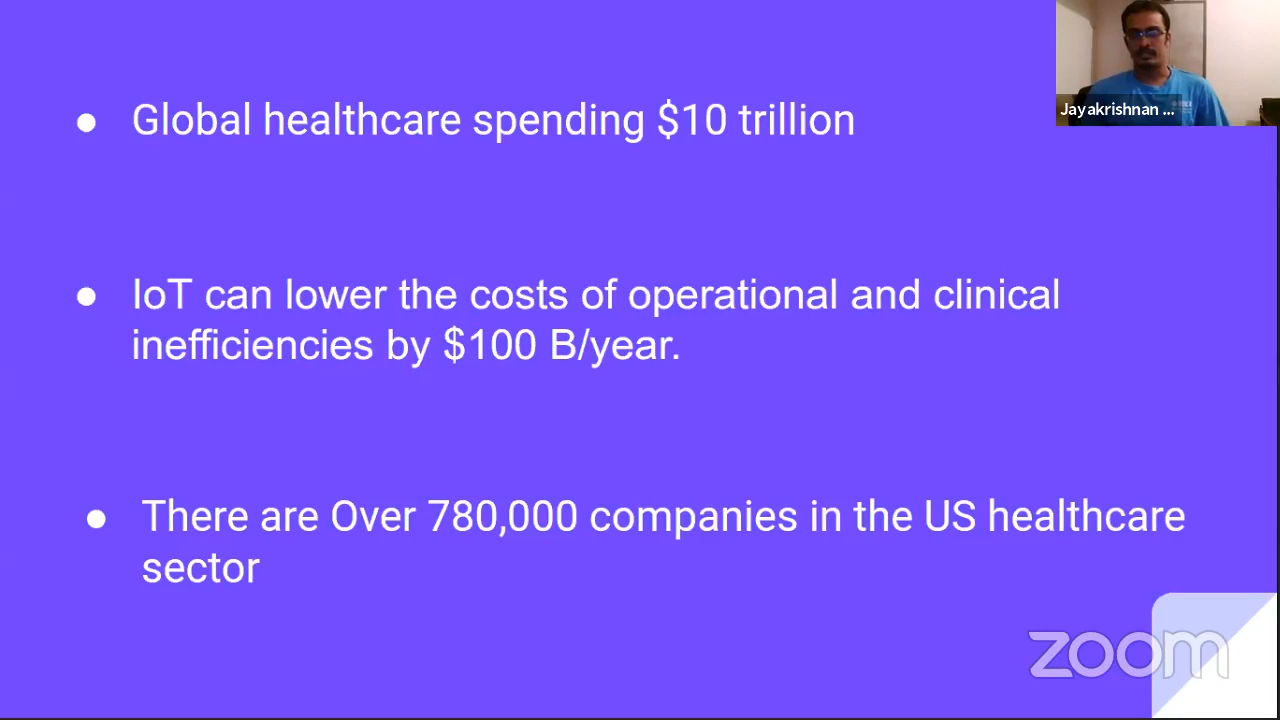 Global healthcare spending $10 trillion
Jayakrishnan ...
IoT can lower the costs of operational and clinical
inefficiencies by $100 B/year.
There are Over 780,000 companies in the US healthcare
sector
zoom